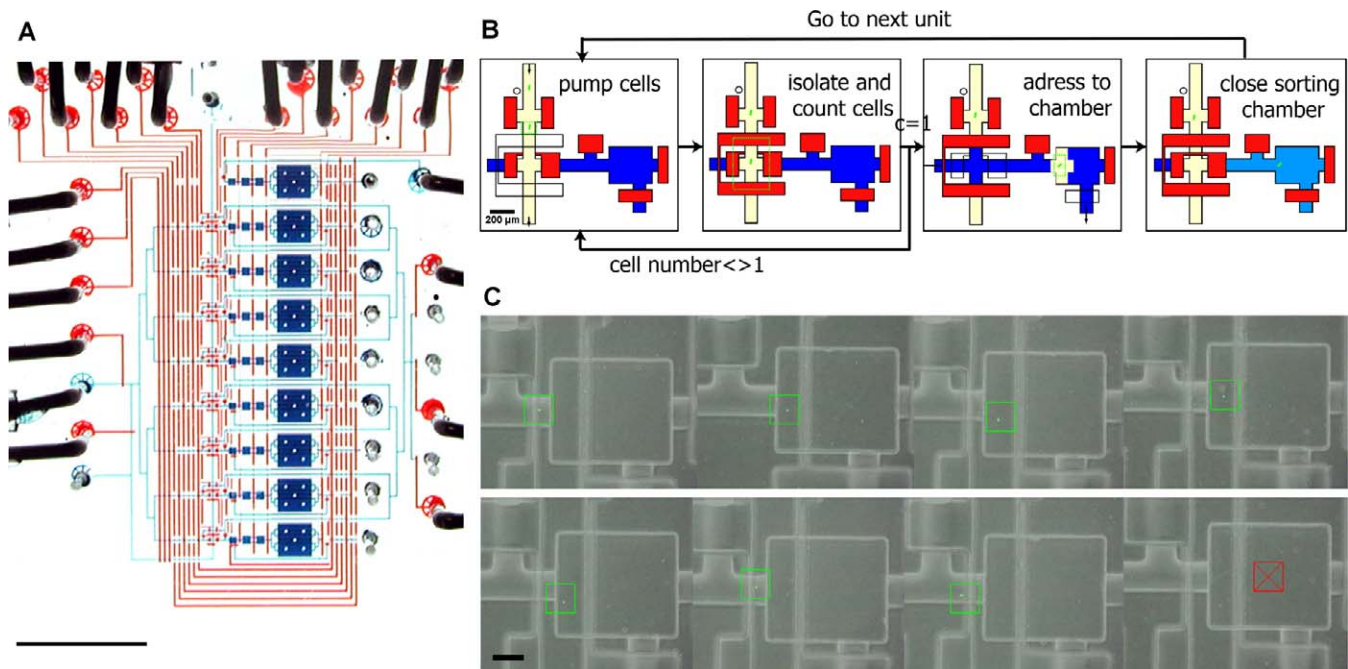 A
B
Go to next unit
pump cells
200 µm
isolate and
count cells
c=1
adress to
chamber
close sorting
chamber
cell number<>1
C